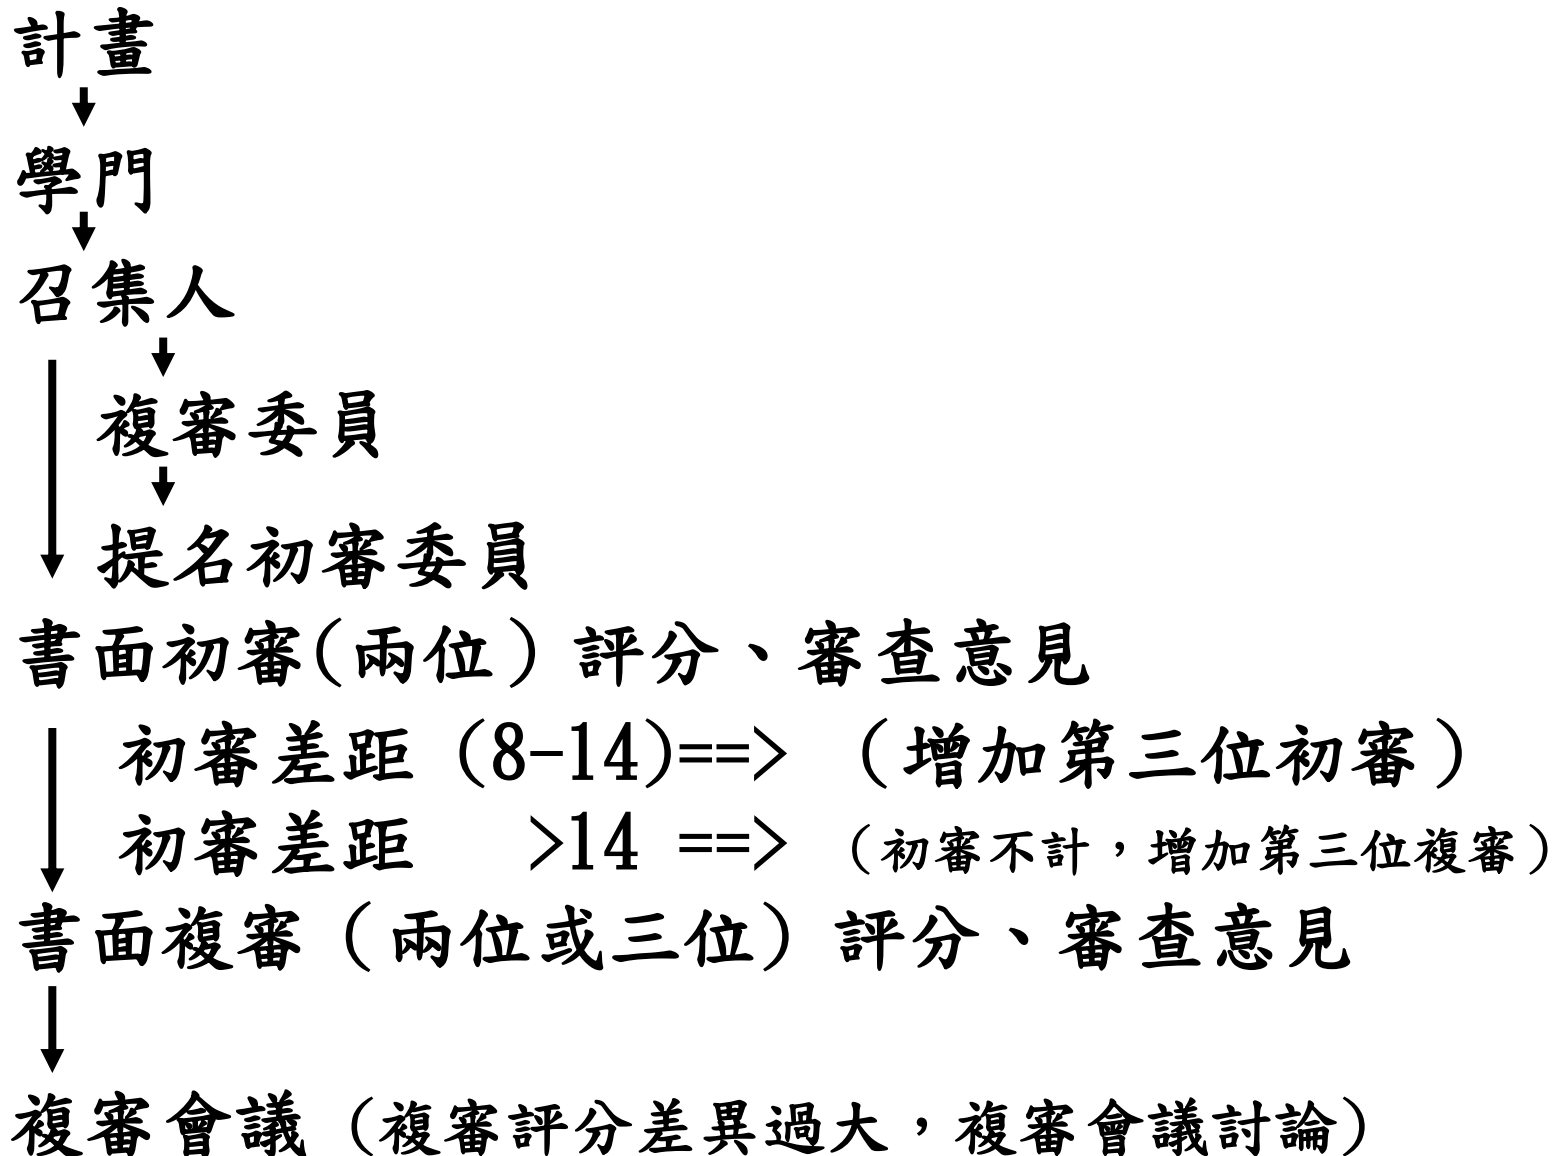 計畫
學門
召集人
複審委員
提名初審委員
書面初審(兩位) 評分、審查意見
初審差距 (8-14)==> (增加第三位初審)
初審差距 >14 ==> (初審不計，增加第三位複審)
書面複審 (兩位或三位) 評分、審查意見
複審會議 (複審評分差異過大，複審會議討論)